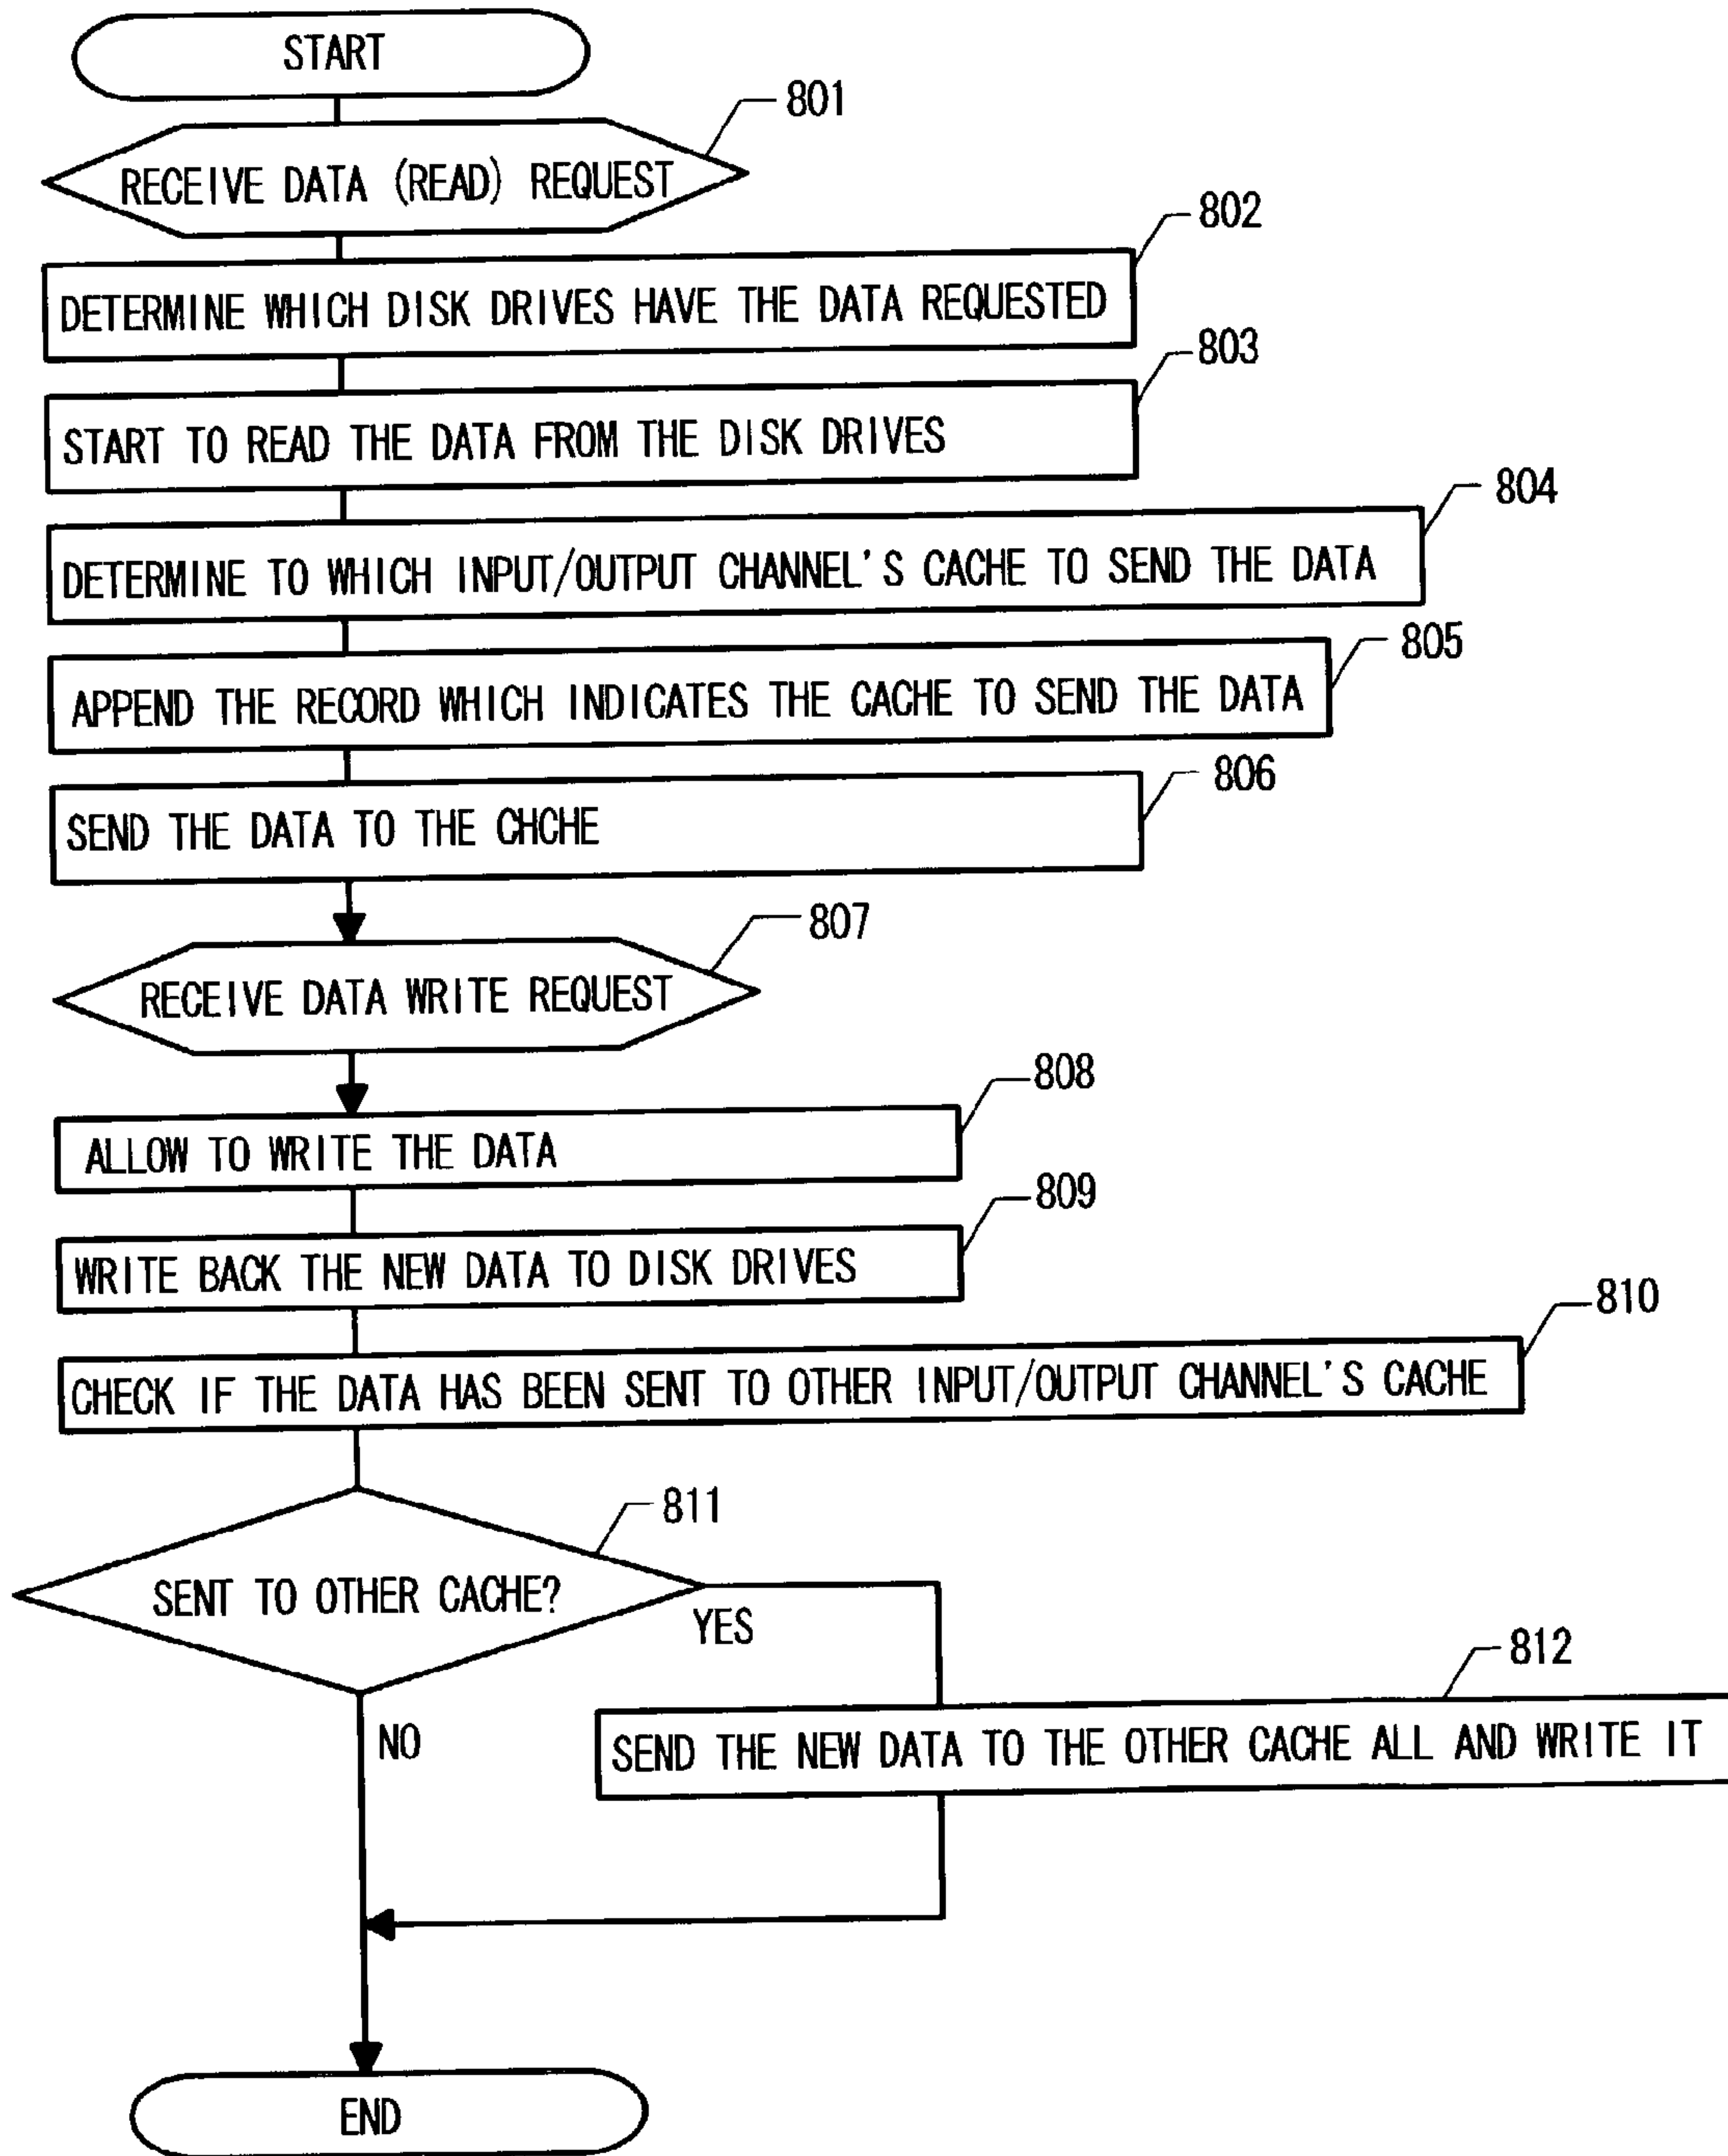 START
801
RECEIVE DATA (READ) REQUEST
802
DETERMINE WHICH DISK DRIVES HAVE THE DATA REQUESTED
803
START TO READ THE DATA FROM THE DISK DRIVES
804
DETERMINE TO WHICH INPUT/OUTPUT CHANNEL'S CACHE TO SEND THE DATA
805
APPEND THE RECORD WHICH INDICATES THE CACHE TO SEND THE DATA
806
SEND THE DATA TO THE CHCHE
807
RECEIVE DATA WRITE REQUEST
808
ALLOW TO WRITE THE DATA
809
WRITE BACK THE NEW DATA TO DISK DRIVES
810
CHECK IF THE DATA HAS BEEN SENT TO OTHER INPUT/OUTPUT CHANNEL'S CACHE
811
SENT TO OTHER CACHE?
YES
812
NO
SEND THE NEW DATA TO THE OTHER CACHE ALL AND WRITE IT
END